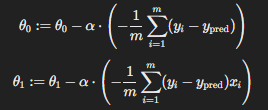 θ₀ := θ₀ − α · (−1/m ∑ᵢ₌₁ᵐ (yᵢ − y_pred))
θ₁ := θ₁ − α · (−1/m ∑ᵢ₌₁ᵐ (yᵢ − y_pred)xᵢ)